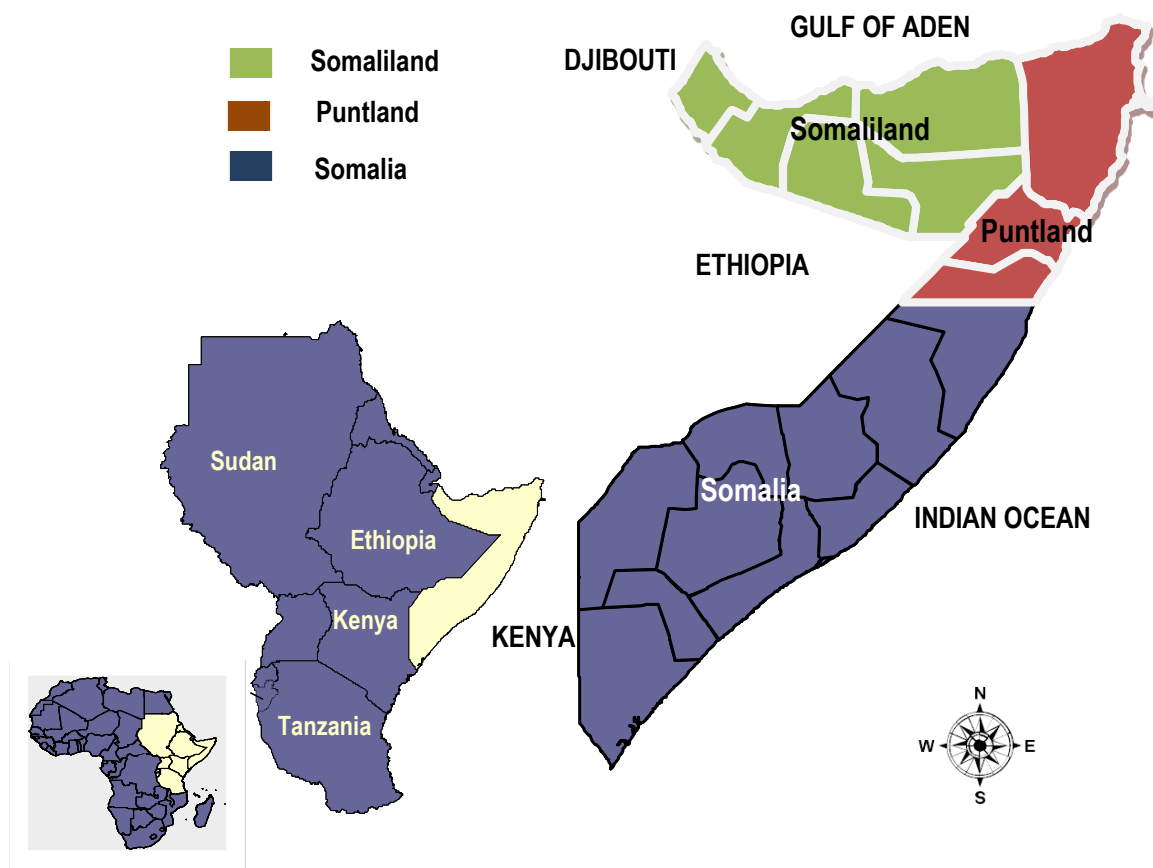 GULF OF ADEN
DJIBOUTI
Somaliland
Puntland
Somalia
Somaliland
Puntland
ETHIOPIA
Sudan
Somalia
INDIAN OCEAN
Ethiopia
Kenya
KENYA
Tanzania
N
W
E
S